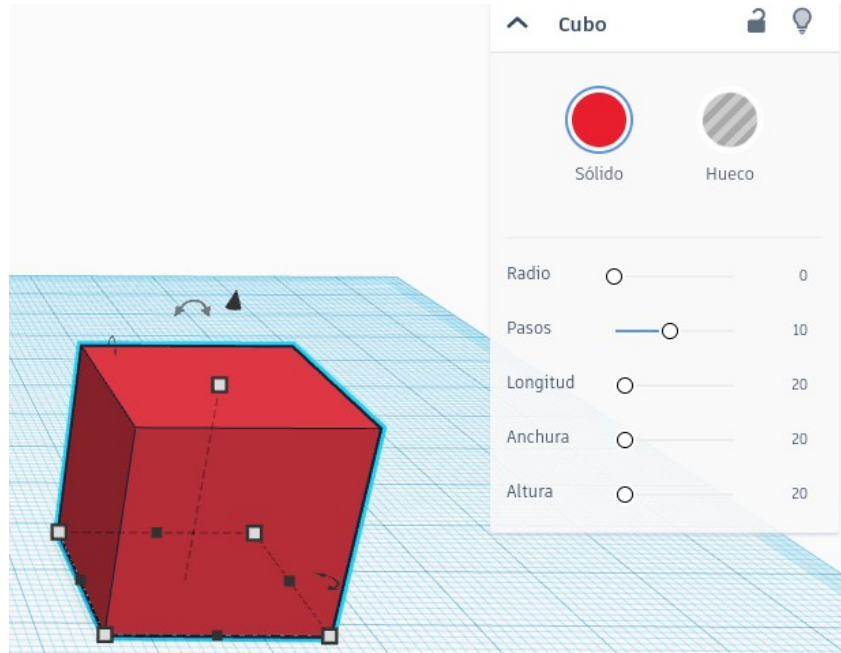 Cubo
Sólido Hueco
Radio 0
Pasos 10
Longitud 20
Anchura 20
Altura 20